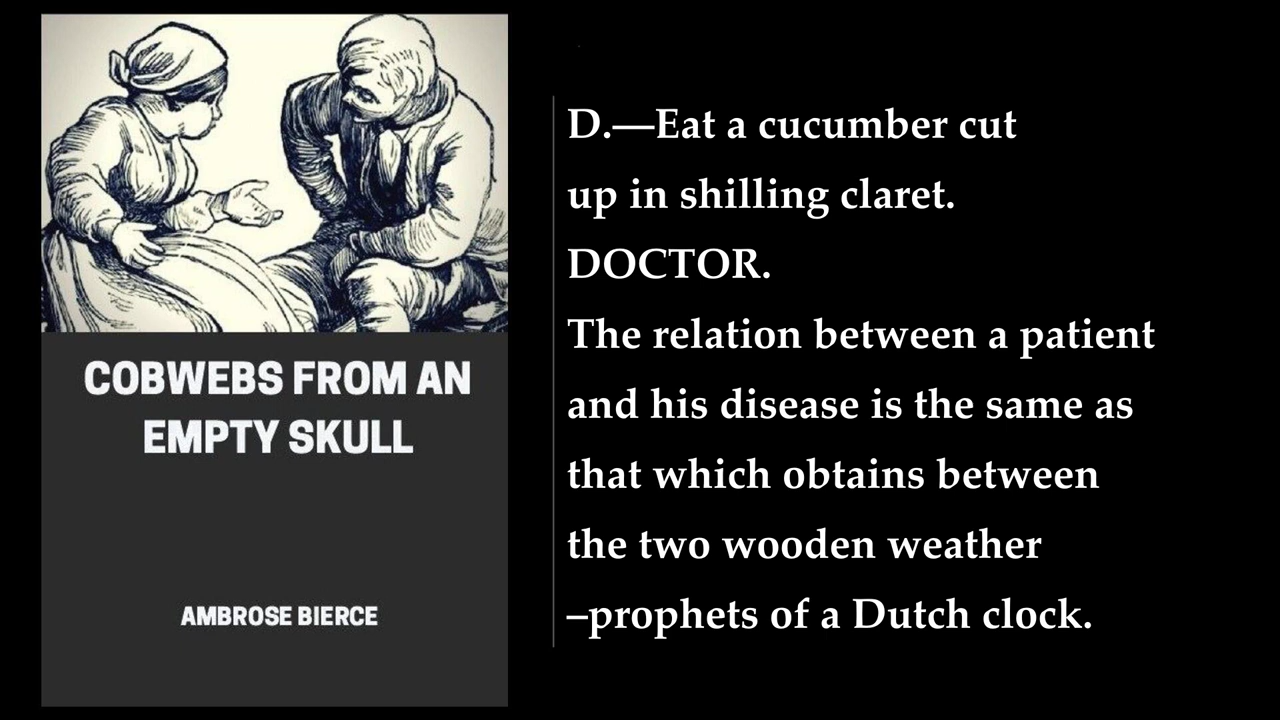 COBWEBS FROM AN
EMPTY SKULL
AMBROSE BIERCE
D.—Eat a cucumber cut
up in shilling claret.
DOCTOR.
The relation between a patient
and his disease is the same as
that which obtains between
the two wooden weather
–prophets of a Dutch clock.